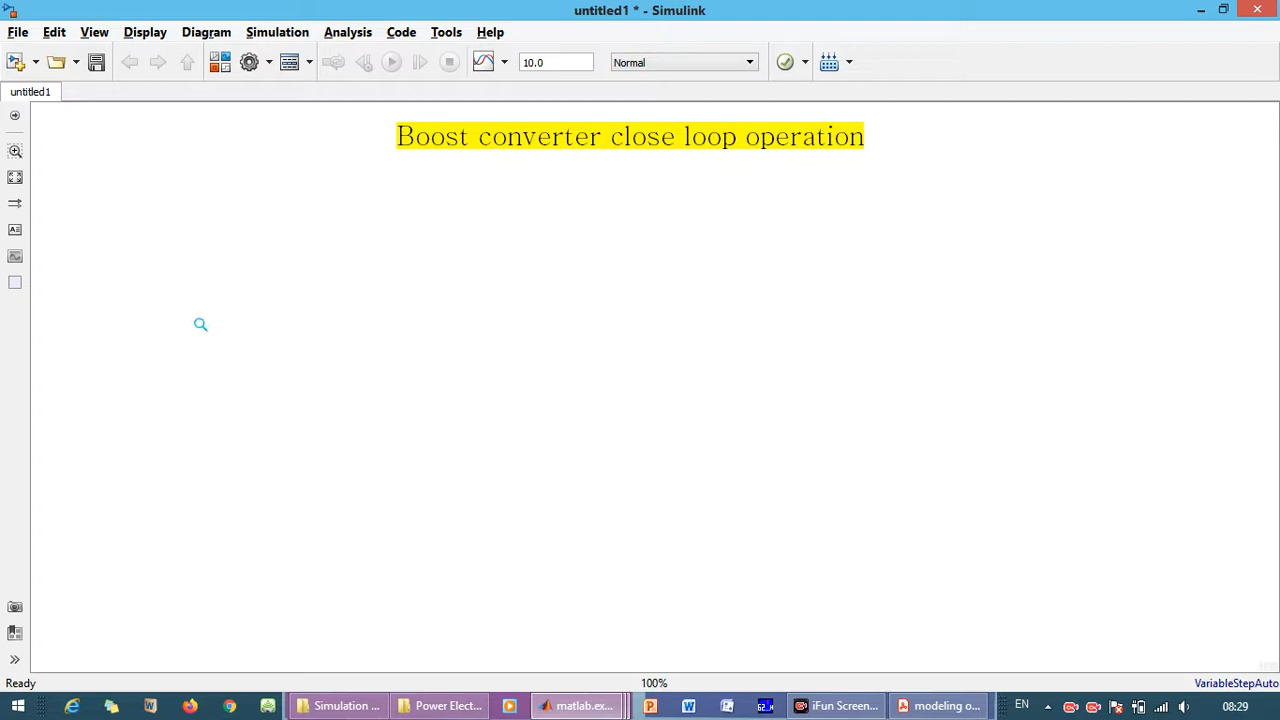 untitled1 * - Simulink
File Edit View Display Diagram Simulation Analysis Code Tools Help
10.0 Normal
untitled1
Boost converter close loop operation
Ready 100% VariableStepAuto
Simulation ... Power Elect... matlab.ex... iFun Screen... modeling o... EN 08:29